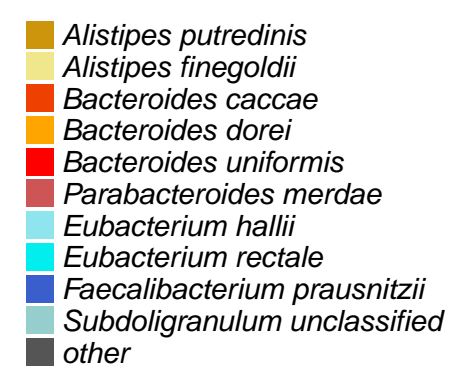 Alistipes putredinis
Alistipes finegoldii
Bacteroides caccae
Bacteroides dorei
Bacteroides uniformis
Parabacteroides merdae
Eubacterium hallii
Eubacterium rectale
Faecalibacterium prausnitzii
Subdoligranulum unclassified
other